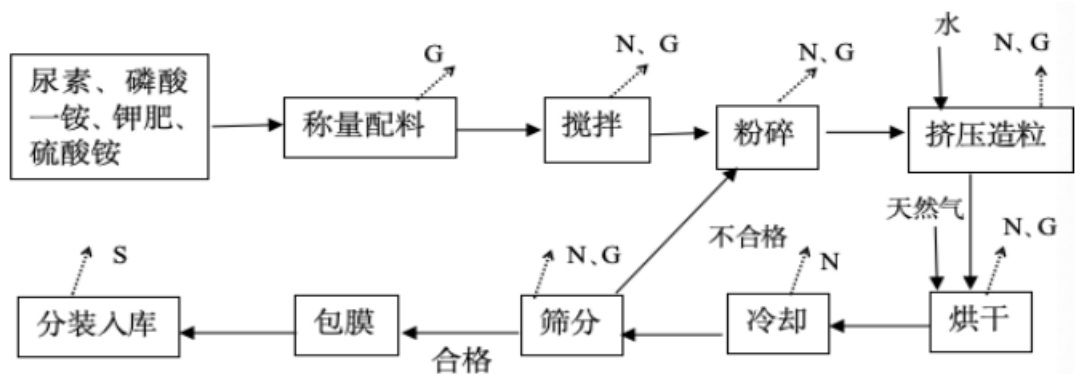 尿素、磷酸
一铵、钾肥、
硫酸铵
G
称量配料
N、G
搅拌
N、G
粉碎
水
N、G
挤压造粒
天然气
N、G
烘干
N
冷却
不合格
N、G
筛分
合格
包膜
S
分装入库